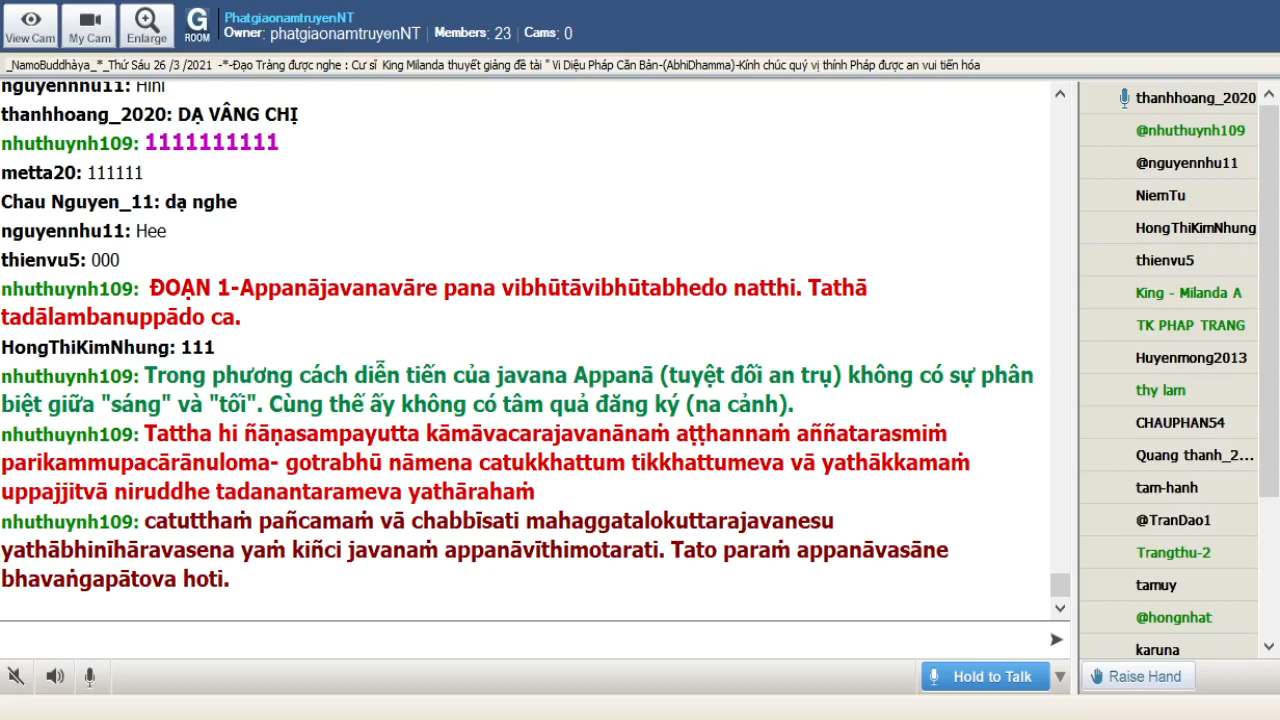 PhatgiaonamtruyenNT
View Cam
My Cam
Enlarge
G
ROOM
Owner: phatgiaonamtruyenNT | Members: 23 | Cams: 0
_NamoBuddhàya_*_Thứ Sáu 26 /3 /2021 -*-Đạo Tràng được nghe : Cư sĩ King Milanda thuyết giảng đề tài " Vi Diệu Pháp Căn Bản-(AbhiDhamma)-Kính chúc quý vị thính Pháp được an vui tiến hóa
nguyennhu11: Hihi
thanhhoang_2020: DẠ VÂNG CHỊ
nhuthuynh109: 1111111111
metta20: 111111
Chau Nguyen_11: dạ nghe
nguyennhu11: Hee
thienvu5: 000
nhuthuynh109: ĐOẠN 1-Appanājavanavāre pana vibhūtāvibhūtabhedo natthi. Tathā
tadālambanuppādo ca.
HongThiKimNhung: 111
nhuthuynh109: Trong phương cách diễn tiến của javana Appanā (tuyệt đối an trụ) không có sự phân
biệt giữa "sáng" và "tối". Cùng thế ấy không có tâm quả đăng ký (na cảnh).
nhuthuynh109: Tattha hi ñāṇasampayutta kāmāvacarajavanānaṁ aṭṭhannaṁ aññatarasmiṁ
parikammupacārānuloma- gotrabhū nāmena catukkhattum tikkhattumeva vā yathākkamaṁ
uppajjitvā niruddhe tadanantarameva yathārahaṁ
nhuthuynh109: catutthaṁ pañcamaṁ vā chabbīsati mahaggatalokuttarajavanesu
yathābhinīhāravasena yaṁ kiñci javanaṁ appanāvīthimotarati. Tato paraṁ appanāvasāne
bhavaṅgapātova hoti.
thanhhoang_2020
@nhuthuynh109
@nguyennhu11
NiemTu
HongThiKimNhung
thienvu5
King - Milanda A
TK PHAP TRANG
Huyenmong2013
thy lam
CHAUPHAN54
Quang thanh_2...
tam-hanh
@TranDao1
Trangthu-2
tamuy
@hongnhat
karuna
Hold to Talk
Raise Hand